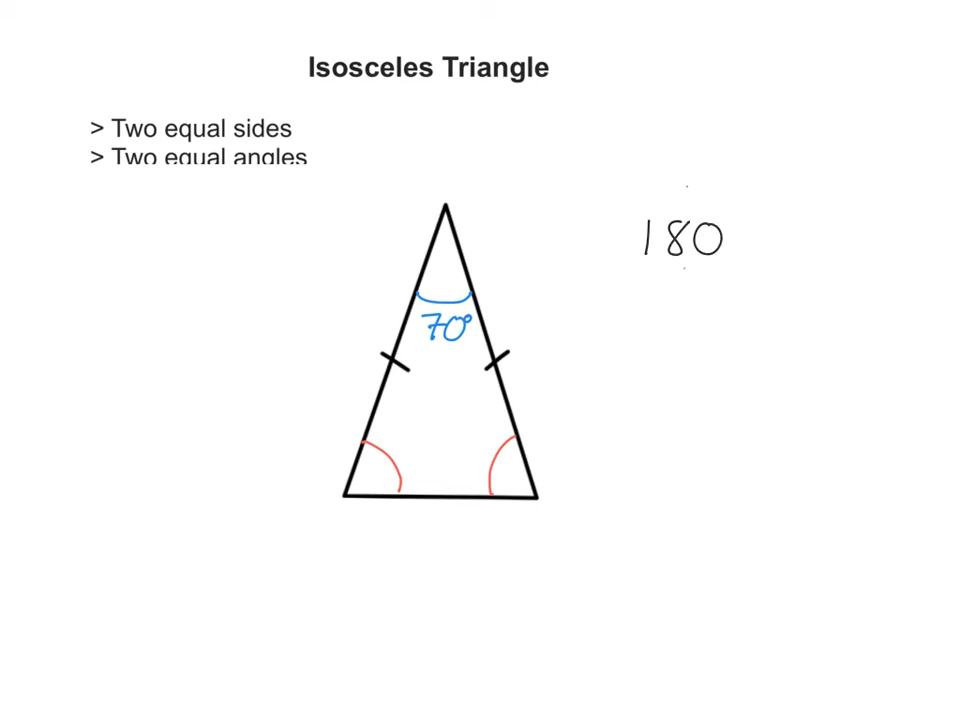 Isosceles Triangle
> Two equal sides
> Two equal angles
180
70°